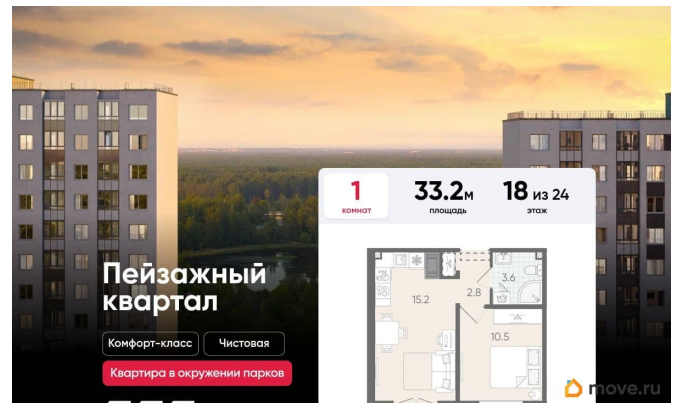 1
комнат
33.2м
площадь
18 из 24
этаж
Пейзажный
квартал
Комфорт-класс
Чистовая
Квартира в окружении парков
15.2
2.8
3.6
10.5
move.ru